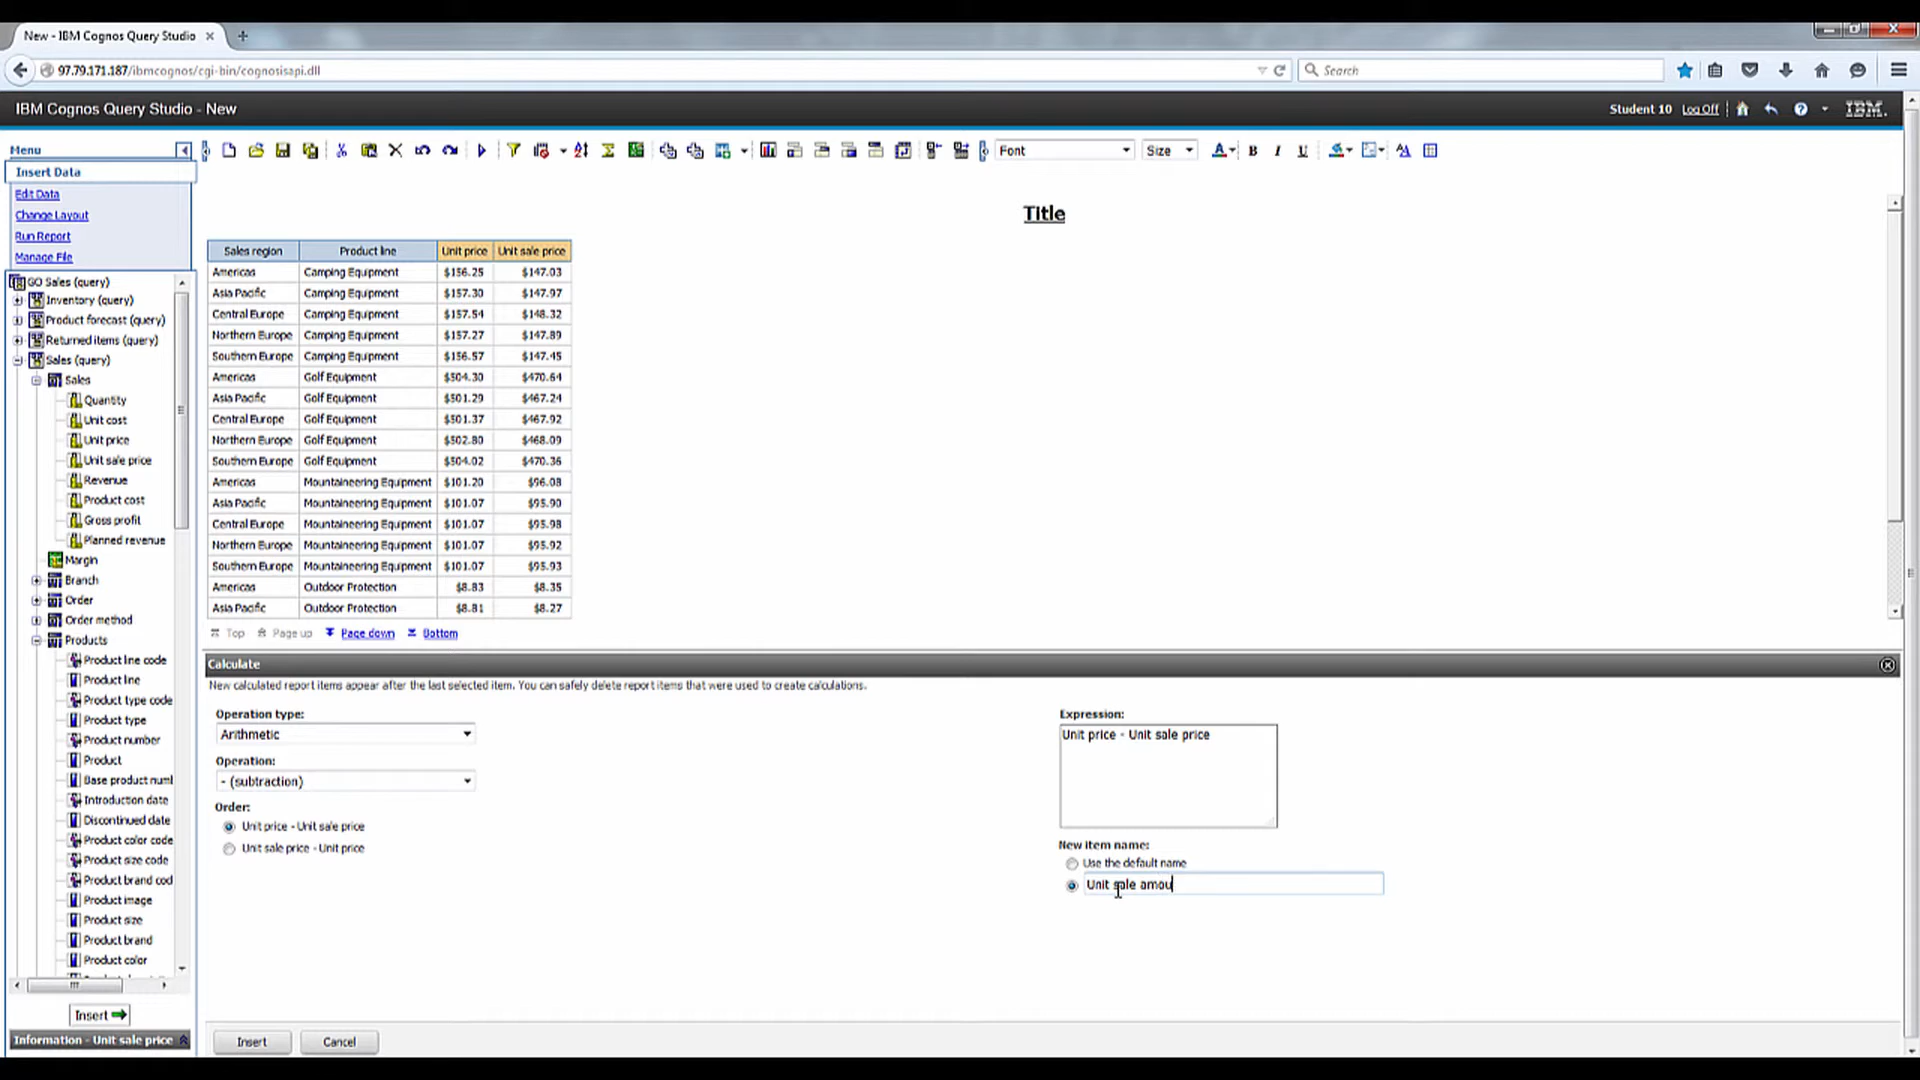 New - IBM Cognos Query Studio
97.79.171.187/ibmcognos/cgi-bin/cognosisapi.dll
Search
IBM Cognos Query Studio - New
Student 10 Log Off
IBM.
Menu
Font
Size
B I U
Insert Data
Edit Data
Change Layout
Run Report
Manage File
GO Sales (query)
Inventory (query)
Product forecast (query)
Returned items (query)
Sales (query)
Sales
Quantity
Unit cost
Unit price
Unit sale price
Revenue
Product cost
Gross profit
Planned revenue
Margin
Branch
Order
Order method
Products
Product line code
Product line
Product type code
Product type
Product number
Product
Base product numl
Introduction date
Discontinued date
Product color code
Product size code
Product brand cod
Product image
Product size
Product brand
Product color
Insert
Information - Unit sale price
Title
Sales region Product line Unit price Unit sale price
Americas Camping Equipment $156.25 $147.03
Asia Pacific Camping Equipment $157.30 $147.97
Central Europe Camping Equipment $157.54 $148.32
Northern Europe Camping Equipment $157.27 $147.89
Southern Europe Camping Equipment $156.57 $147.45
Americas Golf Equipment $504.30 $470.64
Asia Pacific Golf Equipment $501.29 $467.24
Central Europe Golf Equipment $501.37 $467.92
Northern Europe Golf Equipment $502.80 $468.09
Southern Europe Golf Equipment $504.02 $470.36
Americas Mountaineering Equipment $101.20 $96.08
Asia Pacific Mountaineering Equipment $101.07 $95.90
Central Europe Mountaineering Equipment $101.07 $95.98
Northern Europe Mountaineering Equipment $101.07 $95.92
Southern Europe Mountaineering Equipment $101.07 $95.93
Americas Outdoor Protection $8.83 $8.35
Asia Pacific Outdoor Protection $8.81 $8.27
Top Page up Page down Bottom
Calculate
New calculated report items appear after the last selected item. You can safely delete report items that were used to create calculations.
Operation type:
Arithmetic
Operation:
- (subtraction)
Order:
Unit price - Unit sale price
Unit sale price - Unit price
Expression:
Unit price - Unit sale price
New item name:
Use the default name
Unit sale amou
Insert Cancel